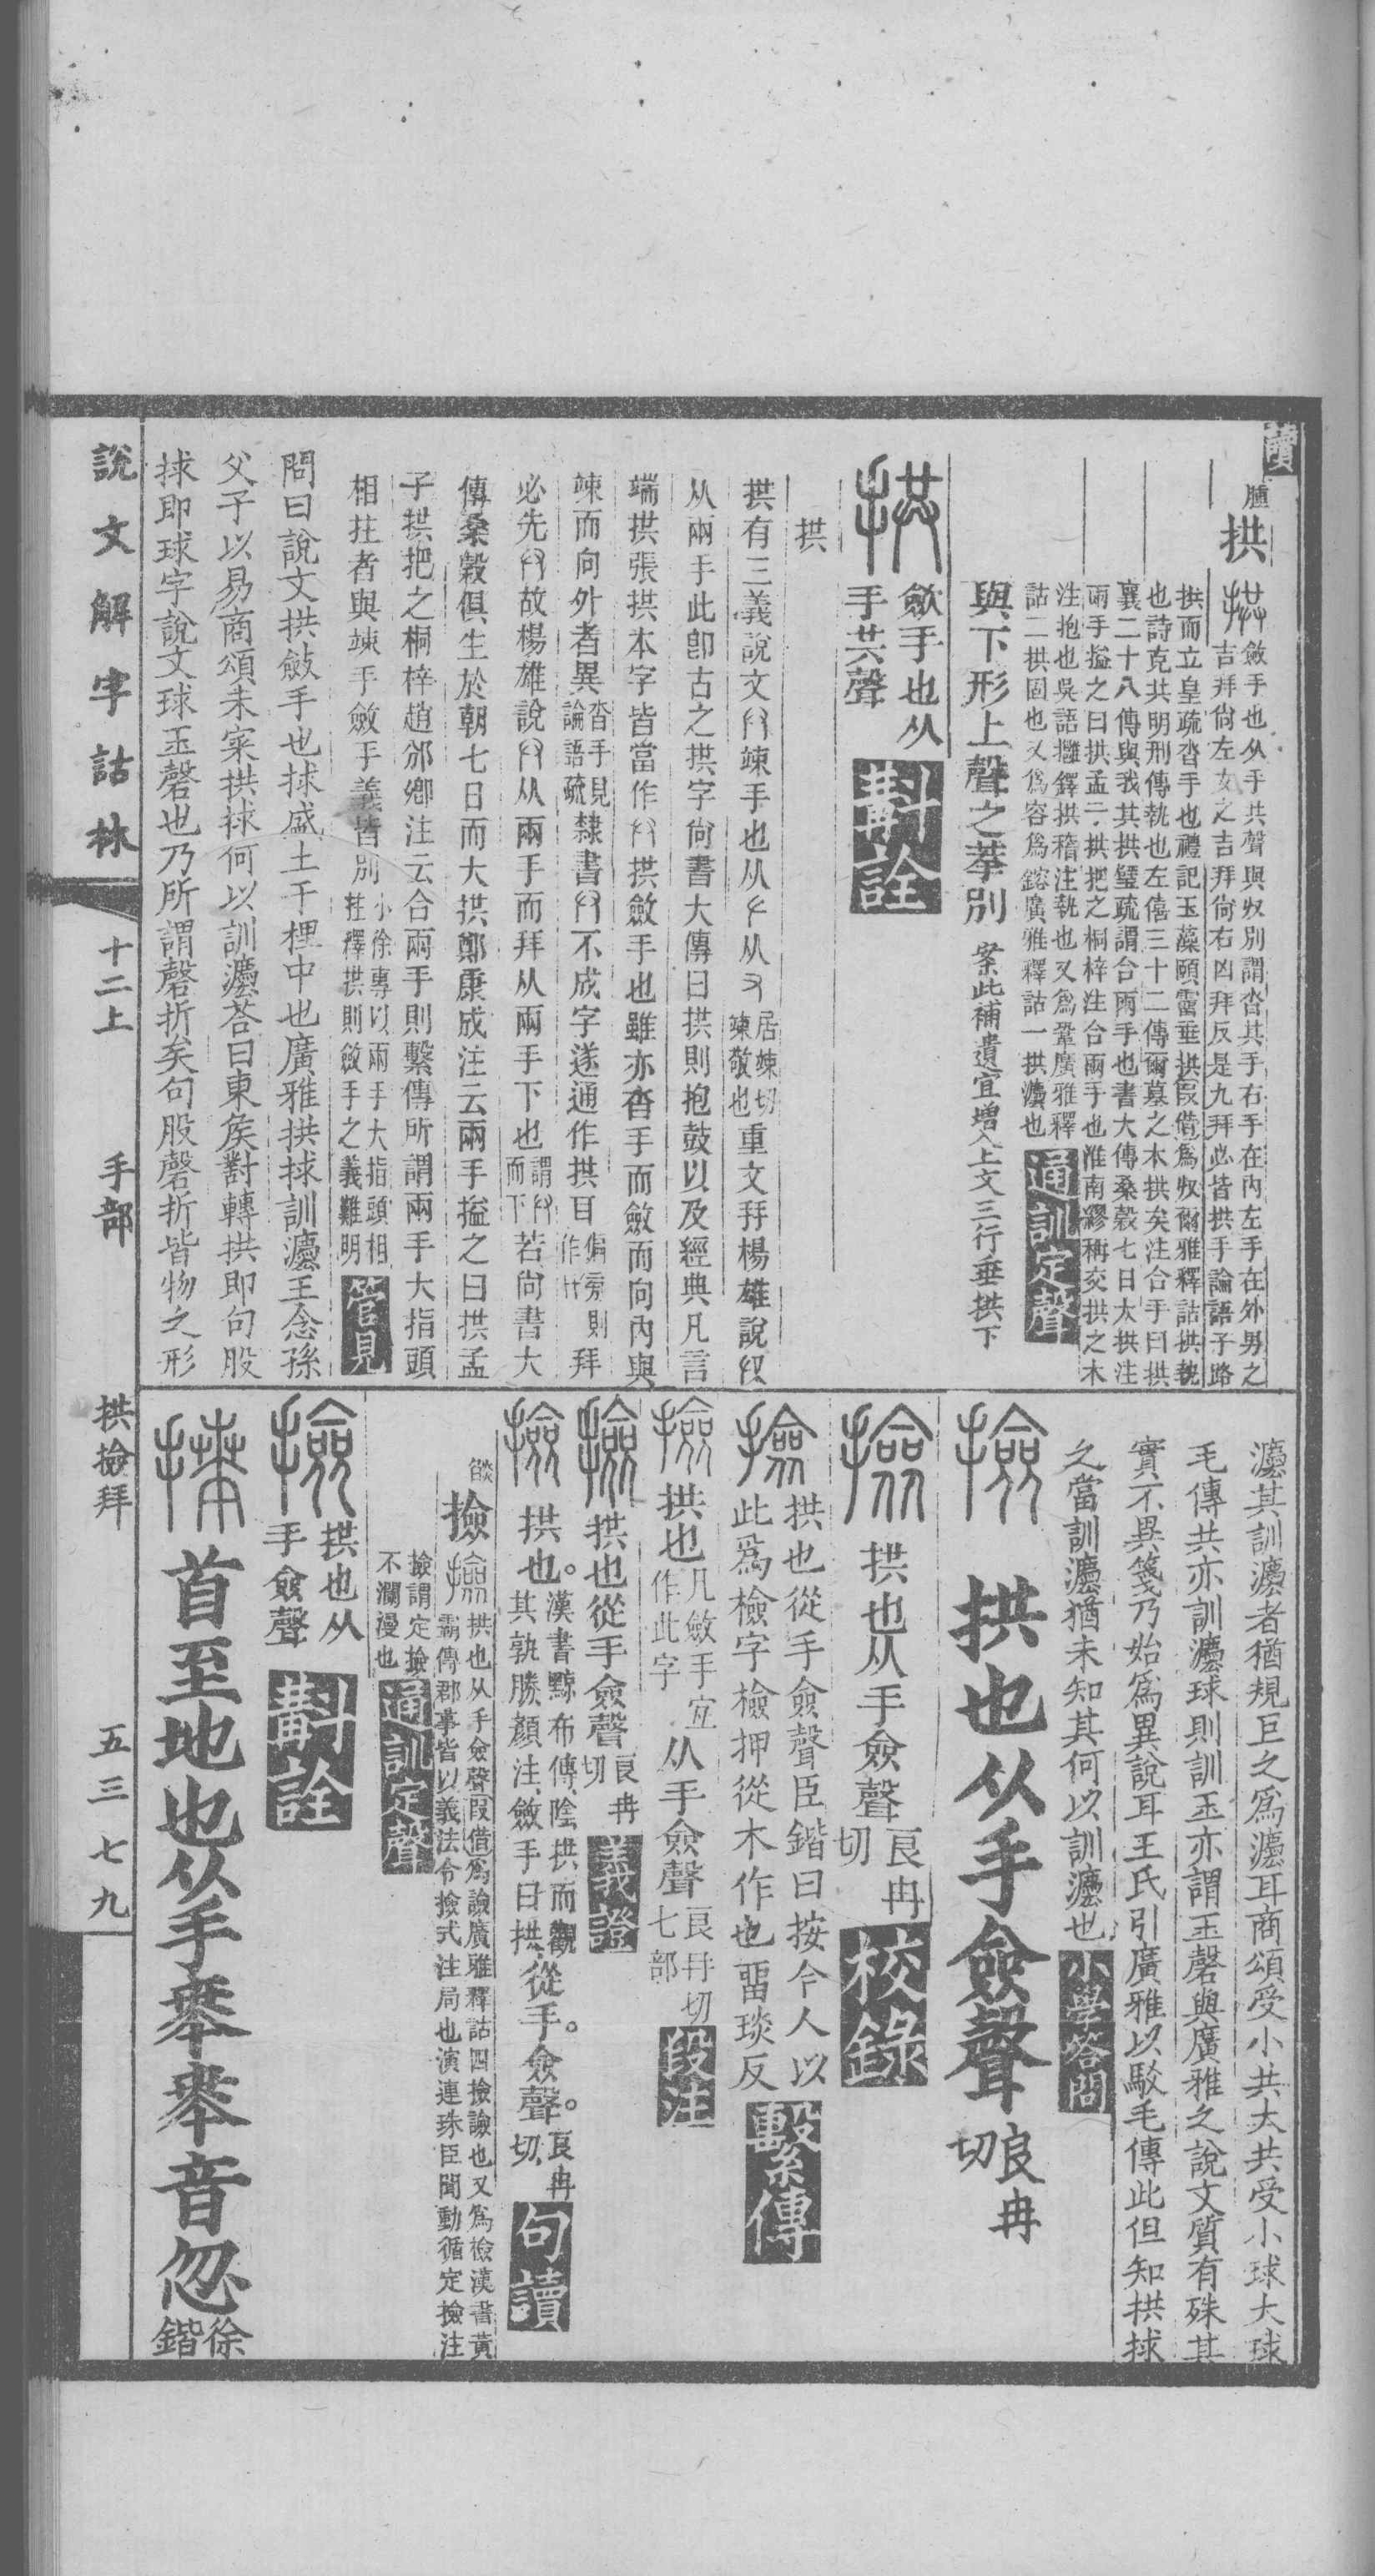 讀
腫
拱
斂手也从手共聲與収別謂沓其手右手在內左手在外男之
吉拜尙左女之吉拜尙右凶拜反是九拜必皆拱手論語子路
拱而立皇疏沓手也禮記玉藻頤霤垂拱叚借爲収爾雅釋詁拱執
也詩克共明刑傳執也左僖三十二傳爾墓之木拱矣注合手曰拱
襄二十八傳與我其拱璧疏謂合兩手也書大傳桑穀七日大拱注
兩手搤之曰拱孟子拱把之桐梓注合兩手也淮南繆稱交拱之木
注抱也吳語擁鐸拱稽注執也又爲鞏廣雅釋
詁二拱固也又爲容爲鎔廣雅釋詁一拱灋也
通訓定聲
與下形上聲之拲別 案此補遺宜增入上文三行垂拱下
斂手也从
手共聲
斠詮
拱
拱有三義說文𠬞竦手也从𠂇从又居竦切竦敬也重文𢪒楊雄說𠬞
从兩手此卽古之拱字尙書大傳曰拱則抱鼓以及經典凡言
端拱張拱本字皆當作𠬞拱斂手也雖亦沓手而斂而向內與
竦而向外者異沓手見論語疏隸書𠬞不成字遂通作拱耳偏㫄則作廾拜
必先𠬞故楊雄說𠬞从兩手而拜从兩手下也謂𠬞而下若尙書大
傳桑穀俱生於朝七日而大拱鄭康成注云兩手搤之曰拱孟
子拱把之桐梓趙邠卿注云合兩手則繫傳所謂兩手大指頭
相拄者與竦手斂手義皆別小徐專以兩手大指頭相拄釋拱則斂手之義難明
管見
問曰說文拱斂手也捄盛土于梩中也廣雅拱捄訓灋王念孫
父子以易商頌未審拱捄何以訓灋荅曰東侯對轉拱即句股
捄即球字說文球玉磬也乃所謂磬折矣句股磬折皆物之形
灋其訓灋者猶規巨之爲灋耳商頌受小共大共受小球大球
毛傳共亦訓灋球則訓玉亦謂玉磬與廣雅之說文質有殊其
實不異箋乃始爲異說耳王氏引廣雅以駁毛傳此但知拱捄
之當訓灋猶未知其何以訓灋也
小學答問
拱也从手僉聲良冉切
拱也从手僉聲良冉切
校錄
拱也從手僉聲臣鍇曰按今人以
此爲檢字檢押從木作也畱琰反
繫傳
拱也凡斂手宜作此字从手僉聲良冉切七部
段注
拱也從手僉聲良冉切
義證
拱也。漢書黥布傳、陰拱而觀其孰勝顏注、斂手曰拱、從手。僉聲。良冉切
句讀
𦦨
撿
拱也从手僉聲叚借爲譣廣雅釋詁四撿譣也又爲檢漢書黃
霸傳郡事皆以義法令撿式注局也演連珠臣聞動循定撿注
撿謂定撿
不瀾漫也
通訓定聲
拱也从
手僉聲
斠詮
首至地也从手𠦪𠦪音忽徐鍇
說文解字詁林
十二上
手部
拱撿拜
五三七九